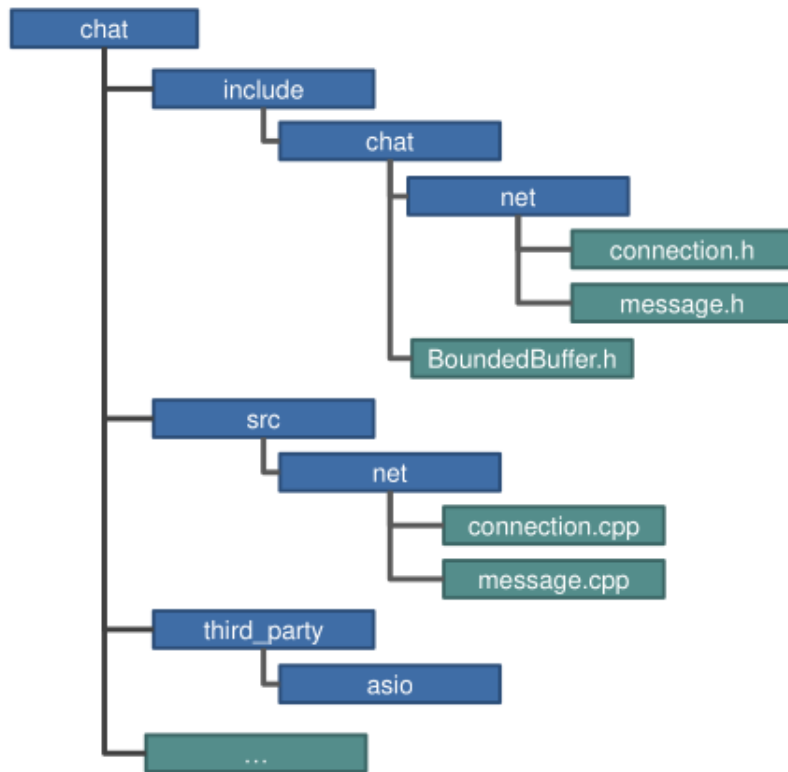 chat
include
chat
net
connection.h
message.h
BoundedBuffer.h
src
net
connection.cpp
message.cpp
third_party
asio
...